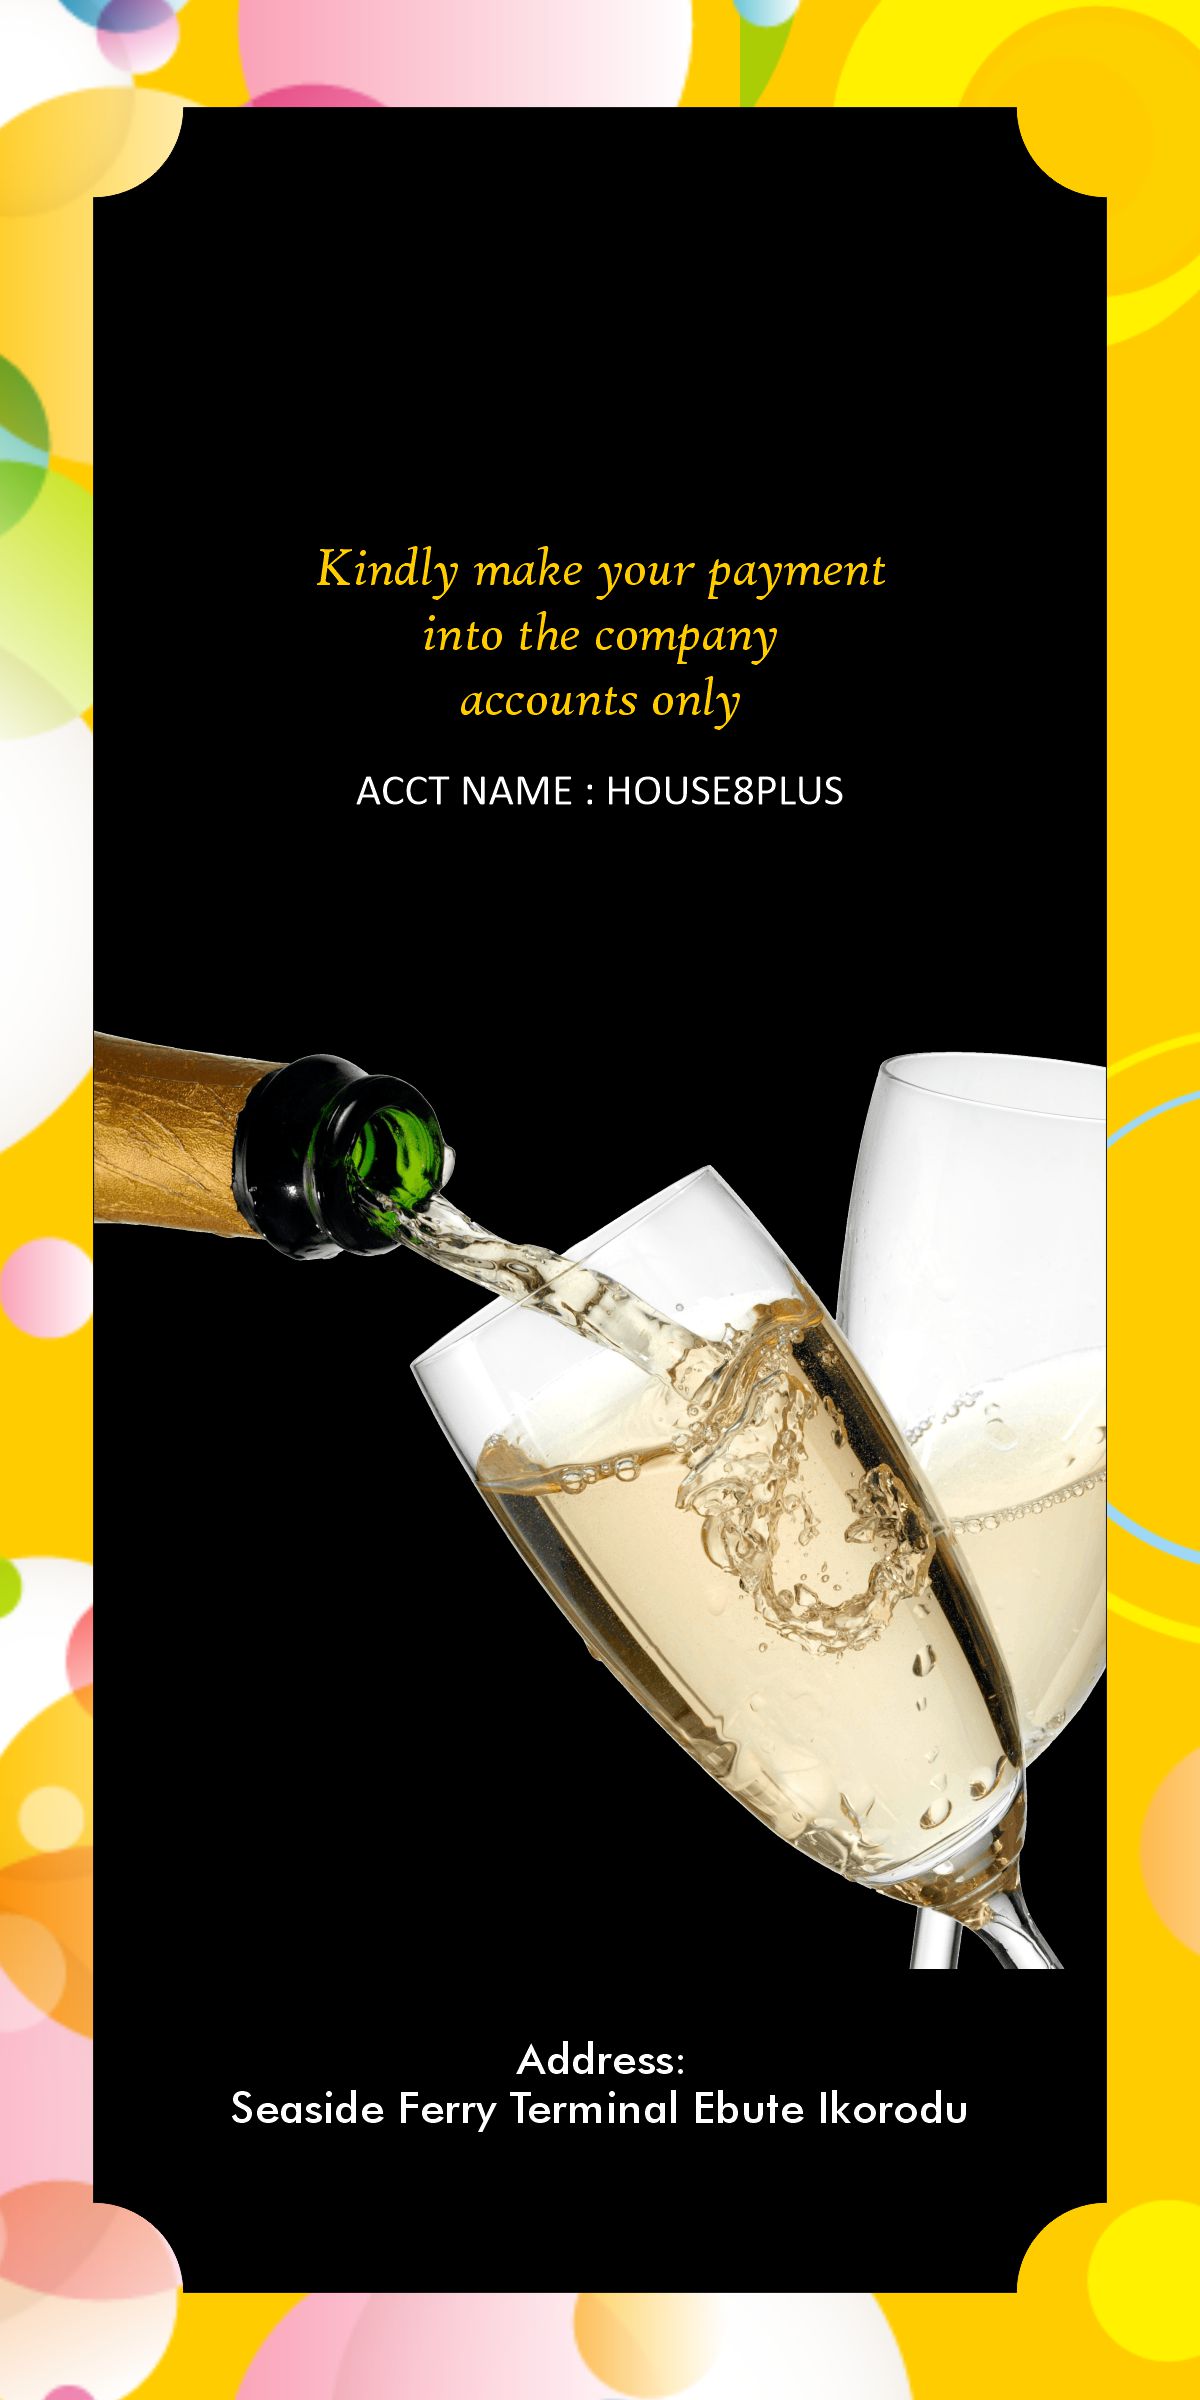 Kindly make your payment
into the company
accounts only
ACCT NAME : HOUSE8PLUS
Address:
Seaside Ferry Terminal Ebute Ikorodu